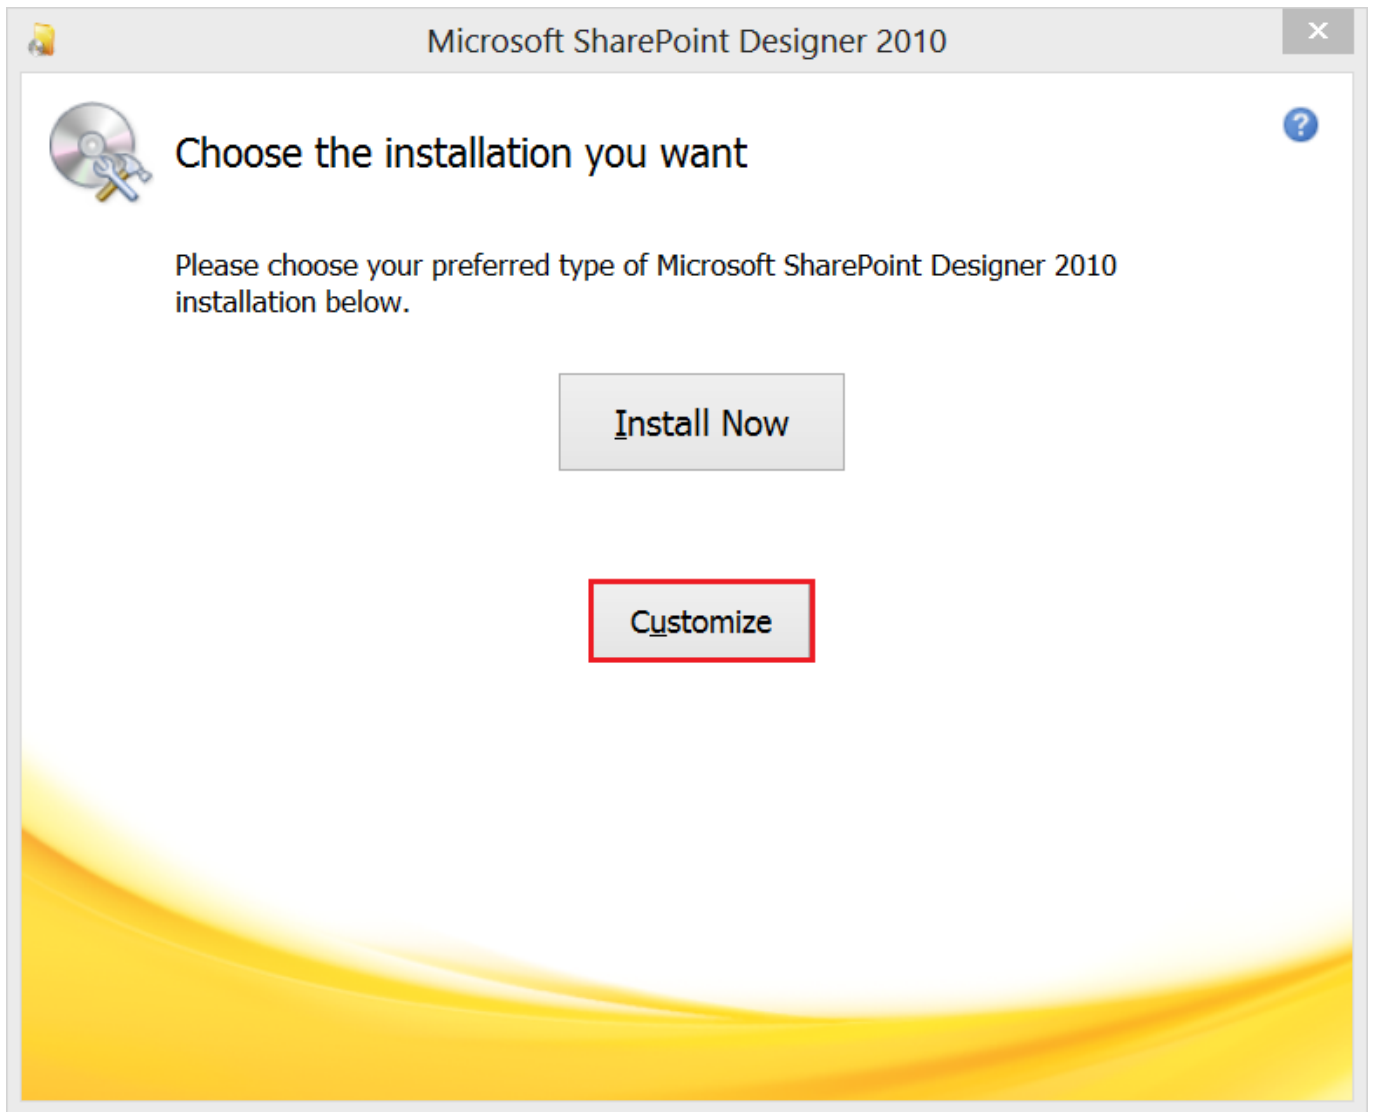 Microsoft SharePoint Designer 2010
Choose the installation you want
Please choose your preferred type of Microsoft SharePoint Designer 2010
installation below.
Install Now
Customize